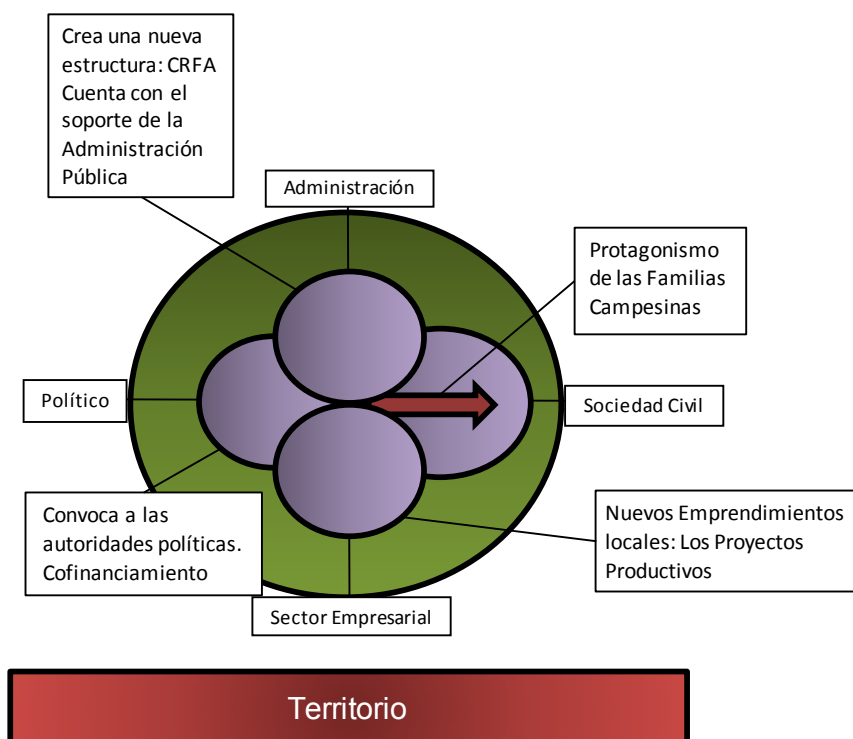 Crea una nueva
estructura: CRFA
Cuenta con el
soporte de la
Administración
Pública
Administración
Protagonismo
de las Familias
Campesinas
Político
Sociedad Civil
Convoca a las
autoridades políticas.
Cofinanciamiento
Nuevos Emprendimientos
locales: Los Proyectos
Productivos
Sector Empresarial
Territorio